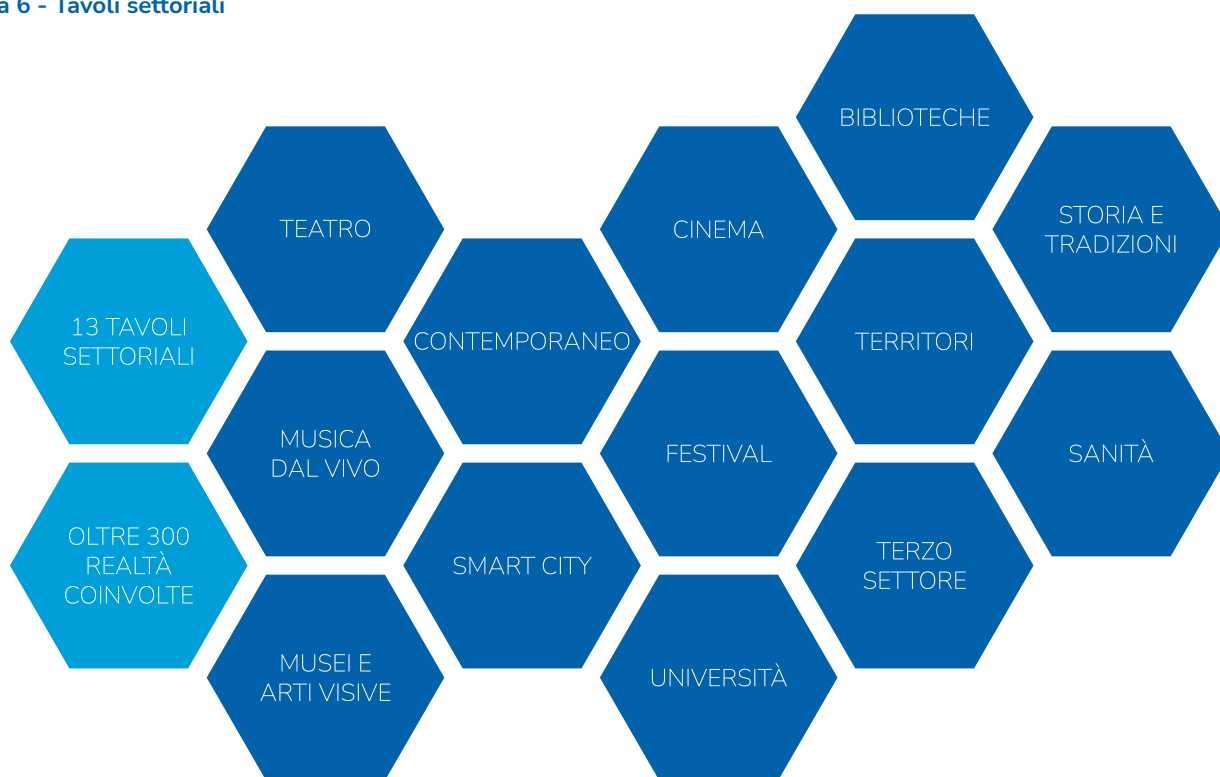 a 6 - Tavoli settoriali
BIBLIOTECHE
TEATRO
CINEMA
STORIA E
TRADIZIONI
13 TAVOLI
SETTORIALI
CONTEMPORANEO
TERRITORI
MUSICA
DAL VIVO
FESTIVAL
SANITÀ
OLTRE 300
REALTÀ
COINVOLTE
SMART CITY
TERZO
SETTORE
MUSEI E
ARTI VISIVE
UNIVERSITÀ